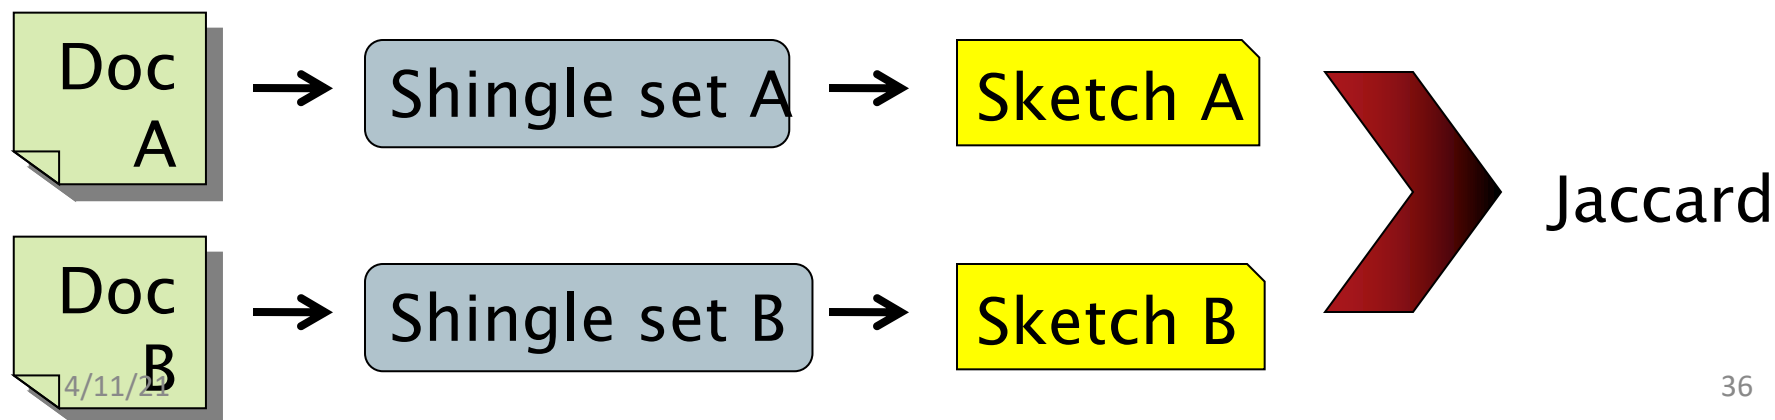 Doc
A
Shingle set A
Sketch A
Jaccard
Doc
B
Shingle set B
Sketch B
4/11/21
36